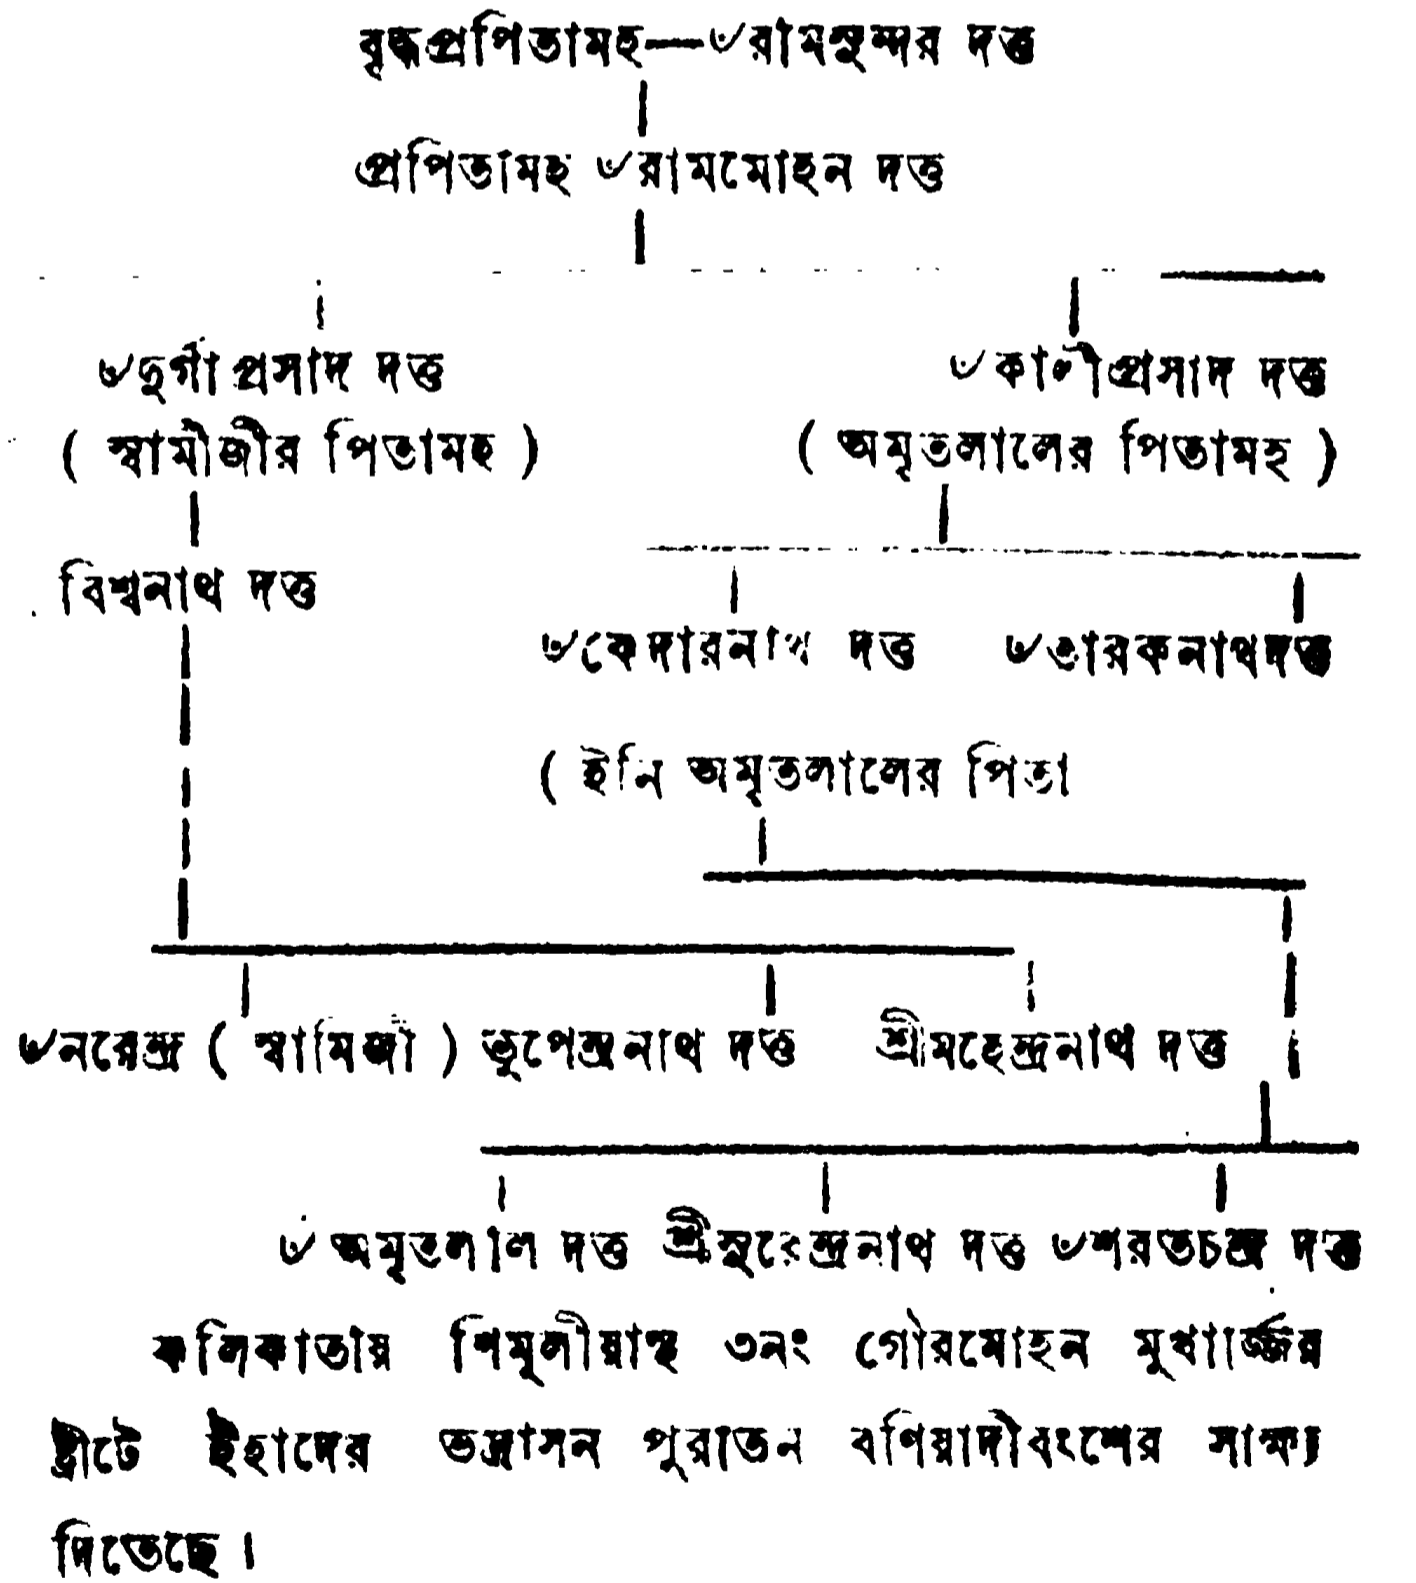 বৃদ্ধপ্রপিতামহ—৺রামসুন্দর দত্ত
প্রপিতামহ ৺রামমোহন দত্ত
৺দুর্গাপ্রসাদ দত্ত ৺কালীপ্রসাদ দত্ত
( স্বামীজীর পিতামহ ) ( অমৃতলালের পিতামহ )
বিশ্বনাথ দত্ত
৺কেদারনাথ দত্ত ৺তারকনাথদত্ত
( ইনি অমৃতলালের পিতা
৺নরেন্দ্র ( স্বামিজী ) ভূপেন্দ্রনাথ দত্ত শ্রীমহেন্দ্রনাথ দত্ত
৺অমৃতলাল দত্ত শ্রীসুরেন্দ্রনাথ দত্ত ৺শরতচন্দ্র দত্ত
কলিকাতায় শিমুলীয়াস্থ ৩নং গৌরমোহন মুখার্জ্জির
ষ্ট্রীটে ইঁহাদের ভদ্রাসন পুরাতন বণিয়াদীবংশের সাক্ষ্য
দিতেছে।